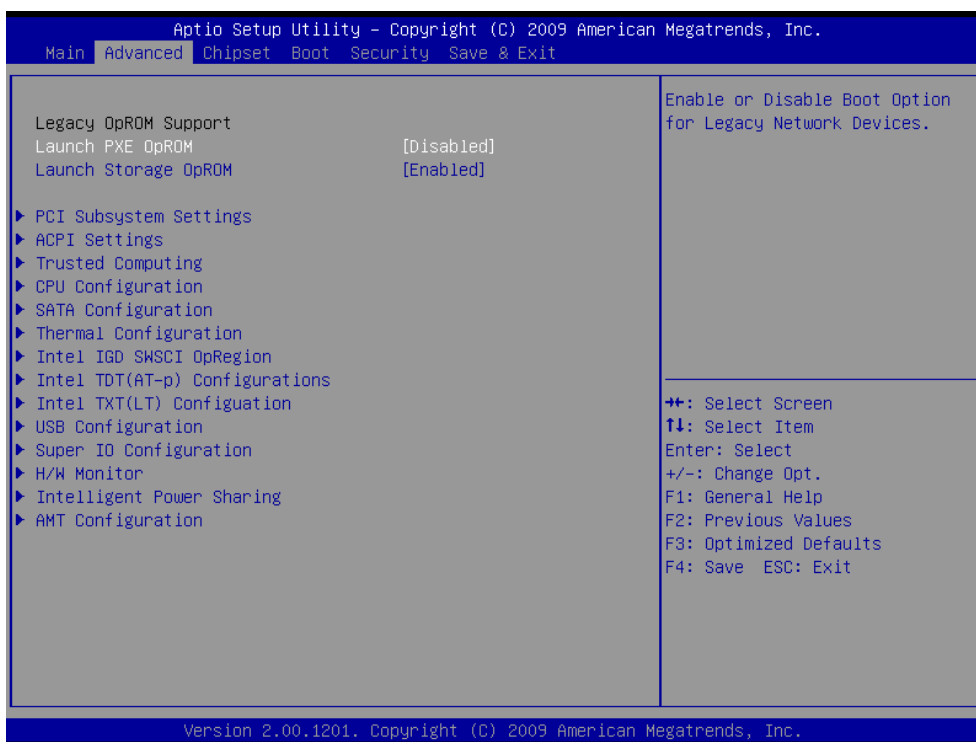 Aptio Setup Utility – Copyright (C) 2009 American Megatrends, Inc.
Main Advanced Chipset Boot Security Save & Exit
Legacy OpROM Support
Launch PXE OpROM [Disabled]
Launch Storage OpROM [Enabled]
PCI Subsystem Settings
ACPI Settings
Trusted Computing
CPU Configuration
SATA Configuration
Thermal Configuration
Intel IGD SWSCI OpRegion
Intel TDT(AT-p) Configurations
Intel TXT(LT) Configuation
USB Configuration
Super IO Configuration
H/W Monitor
Intelligent Power Sharing
AMT Configuration
Enable or Disable Boot Option
for Legacy Network Devices.
→←: Select Screen
↑↓: Select Item
Enter: Select
+/-: Change Opt.
F1: General Help
F2: Previous Values
F3: Optimized Defaults
F4: Save ESC: Exit
Version 2.00.1201. Copyright (C) 2009 American Megatrends, Inc.